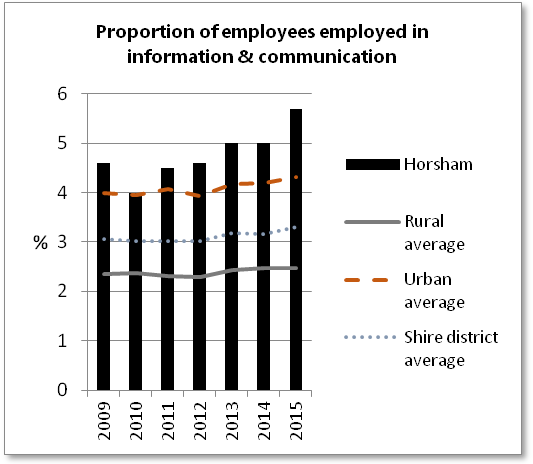 Proportion of employees employed in
information & communication
6
5
4
3
2
1
0
%
2009
2010
2011
2012
2013
2014
2015
Horsham
Rural
average
Urban
average
Shire district
average